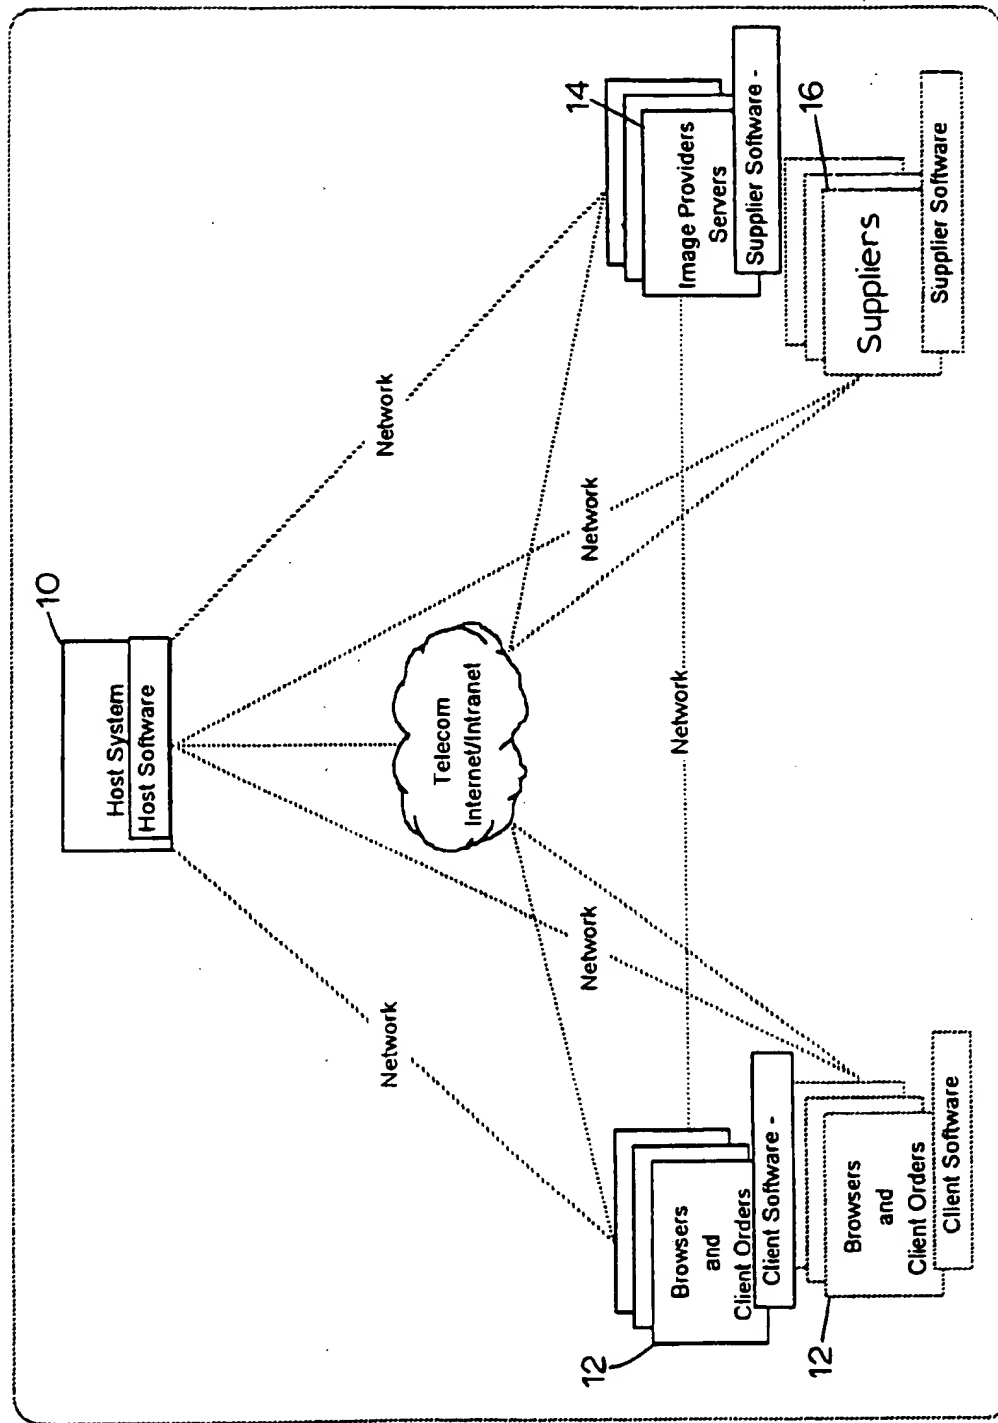 10
Host System
Host Software
Network
Network
Network
Network
Telecom
Internet/Intranet
Network
12
Browsers
and
Client Orders
Client Software -
14
Image Providers
Servers
Supplier Software -
12
Browsers
and
Client Orders
Client Software
16
Suppliers
Supplier Software